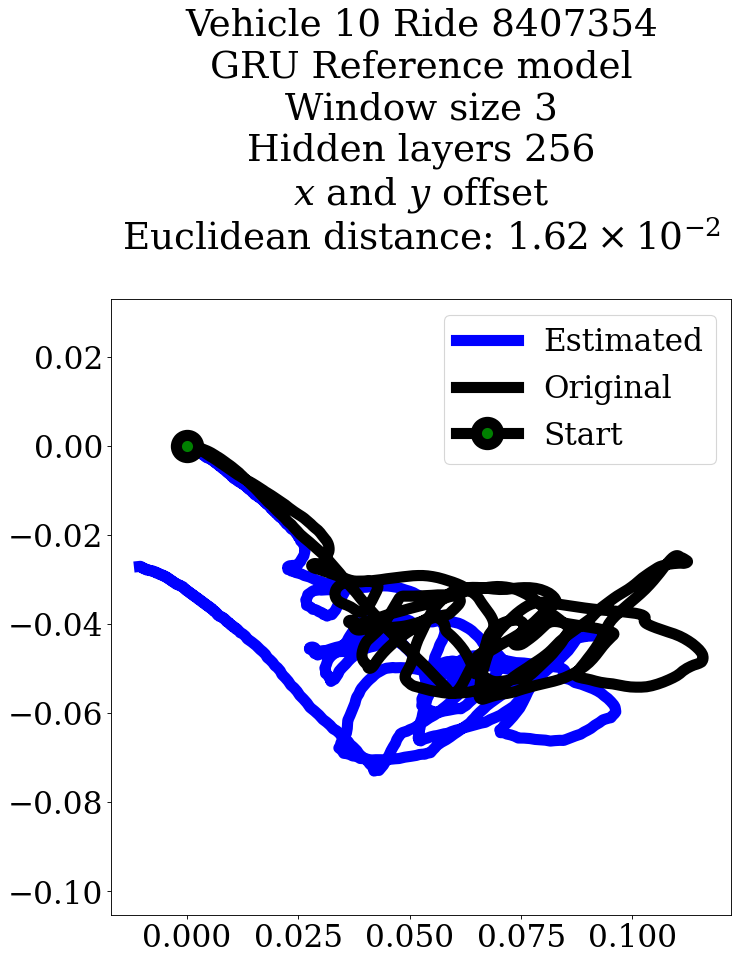 Vehicle 10 Ride 8407354
GRU Reference model
Window size 3
Hidden layers 256
x and y offset
Euclidean distance: 1.62 × 10⁻²
Estimated
Original
Start
0.02
0.00
−0.02
−0.04
−0.06
−0.08
−0.10
0.000 0.025 0.050 0.075 0.100